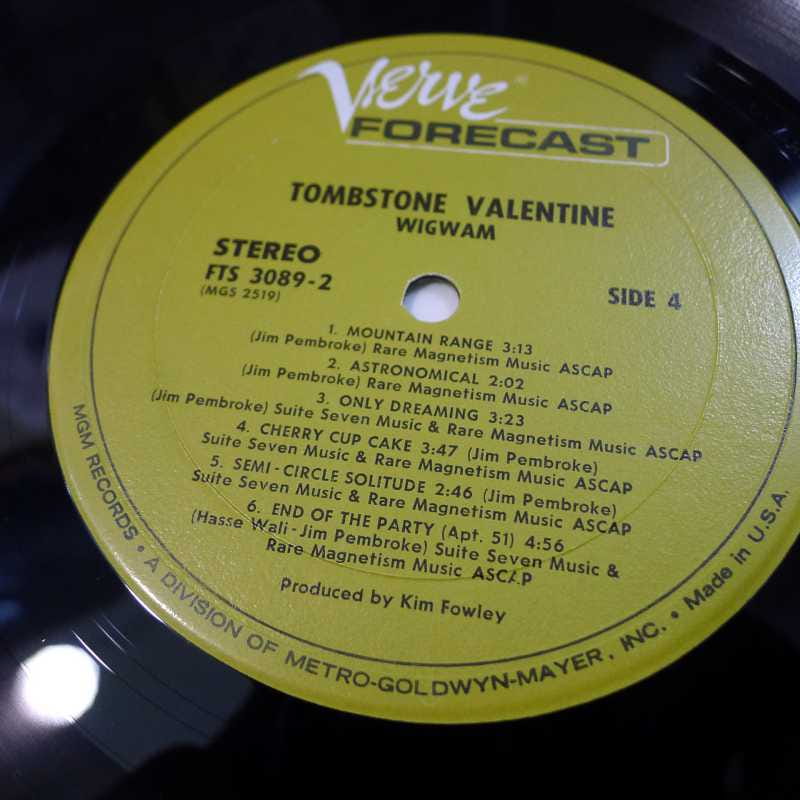 Verve
FORECAST
TOMBSTONE VALENTINE
WIGWAM
STEREO
FTS 3089-2
(MGS 2519)
SIDE 4
1. MOUNTAIN RANGE 3:13
(Jim Pembroke) Rare Magnetism Music ASCAP
2. ASTRONOMICAL 2:02
(Jim Pembroke) Rare Magnetism Music ASCAP
3. ONLY DREAMING 3:23
(Jim Pembroke) Suite Seven Music & Rare Magnetism Music ASCAP
4. CHERRY CUP CAKE 3:47 (Jim Pembroke)
Suite Seven Music & Rare Magnetism Music ASCAP
5. SEMI-CIRCLE SOLITUDE 2:46 (Jim Pembroke)
Suite Seven Music & Rare Magnetism Music ASCAP
6. END OF THE PARTY (Apt. 51) 4:56
(Hasse Wali-Jim Pembroke) Suite Seven Music &
Rare Magnetism Music ASCAP
Produced by Kim Fowley
MGM RECORDS • A DIVISION OF METRO-GOLDWYN-MAYER, INC. • Made in U.S.A.